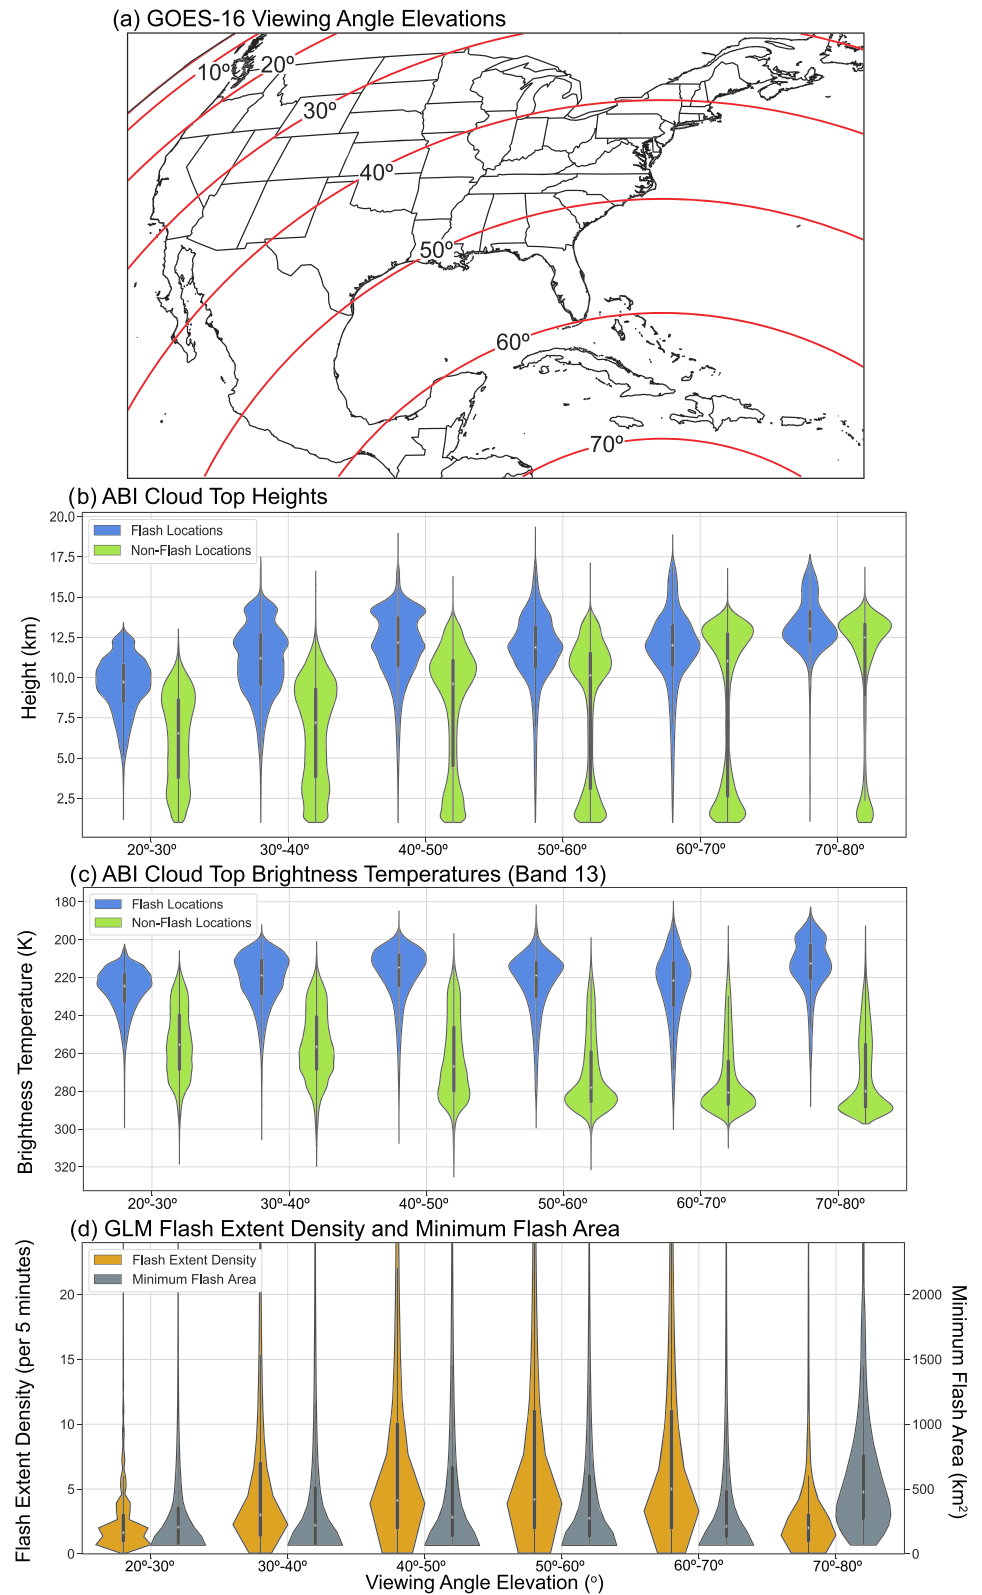 (a) GOES-16 Viewing Angle Elevations
10º
20º
30º
40º
50º
60º
70º
(b) ABI Cloud Top Heights
Height (km)
20.0
17.5
15.0
12.5
10.0
7.5
5.0
2.5
Flash Locations
Non-Flash Locations
20º-30º 30º-40º 40º-50º 50º-60º 60º-70º 70º-80º
(c) ABI Cloud Top Brightness Temperatures (Band 13)
Brightness Temperature (K)
180
200
220
240
260
280
300
320
Flash Locations
Non-Flash Locations
20º-30º 30º-40º 40º-50º 50º-60º 60º-70º 70º-80º
(d) GLM Flash Extent Density and Minimum Flash Area
Flash Extent Density (per 5 minutes)
20
15
10
5
0
Flash Extent Density
Minimum Flash Area
2000
1500
1000
500
0
Minimum Flash Area (km²)
20º-30º 30º-40º 40º-50º 50º-60º 60º-70º 70º-80º
Viewing Angle Elevation (º)